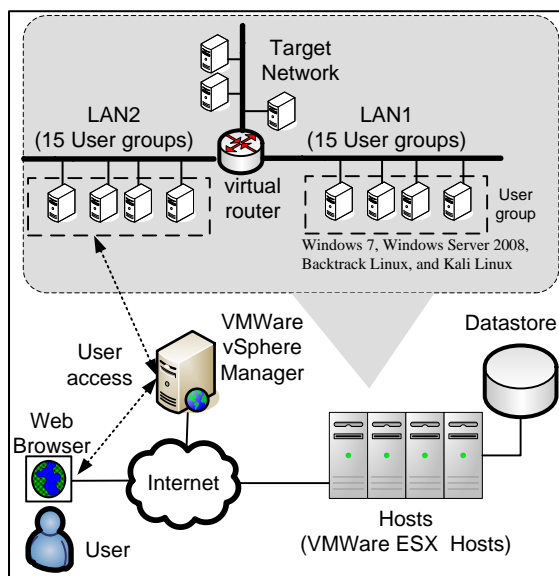 Target
Network
LAN2
(15 User groups)
LAN1
(15 User groups)
virtual
router
User
group
Windows 7, Windows Server 2008,
Backtrack Linux, and Kali Linux
VMWare
vSphere
Manager
Datastore
User
access
Web
Browser
Internet
User
Hosts
(VMWare ESX Hosts)